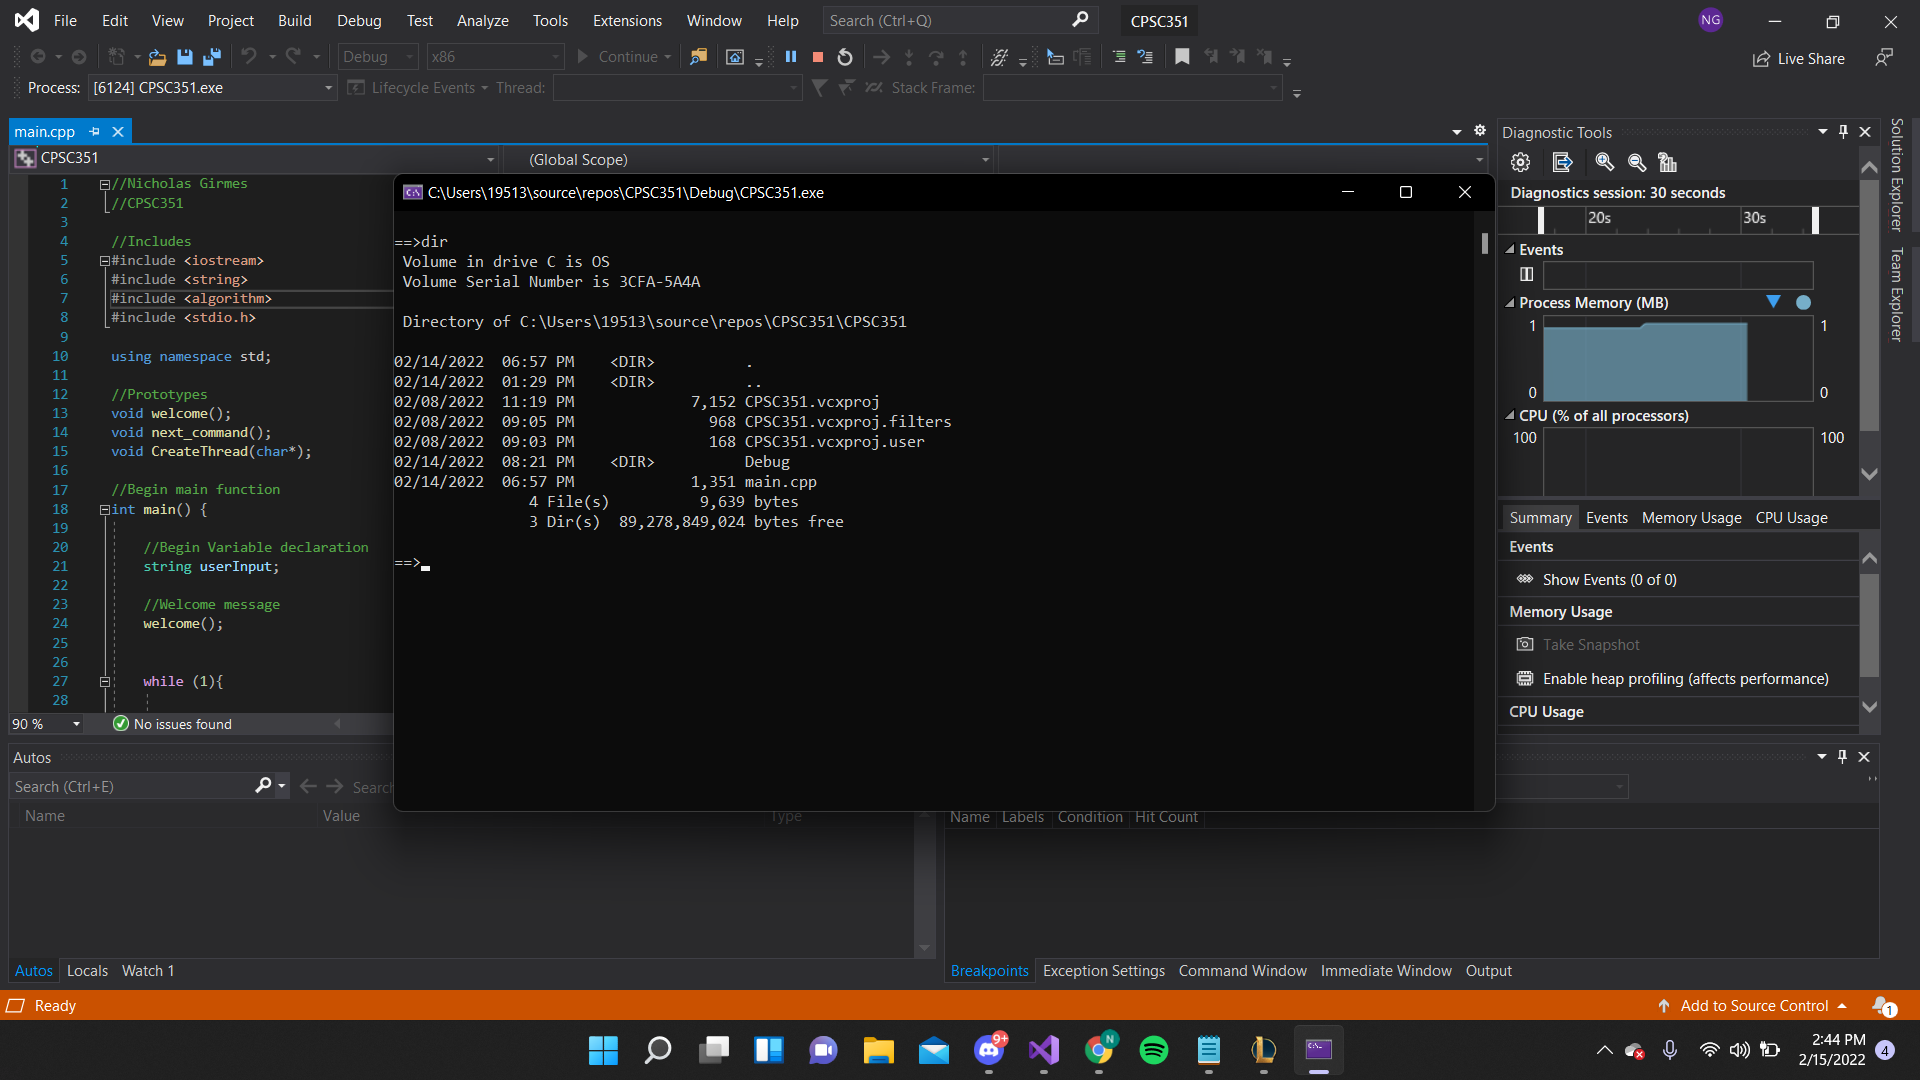 File Edit View Project Build Debug Test Analyze Tools Extensions Window Help Search (Ctrl+Q) CPSC351 NG
Debug x86 Continue Live Share
Process: [6124] CPSC351.exe Lifecycle Events Thread: Stack Frame:
main.cpp
CPSC351 (Global Scope)
1 //Nicholas Girmes
2 //CPSC351
3
4 //Includes
5 #include <iostream>
6 #include <string>
7 #include <algorithm>
8 #include <stdio.h>
9
10 using namespace std;
11
12 //Prototypes
13 void welcome();
14 void next_command();
15 void CreateThread(char*);
16
17 //Begin main function
18 int main() {
19
20 //Begin Variable declaration
21 string userInput;
22
23 //Welcome message
24 welcome();
25
26
27 while (1){
28
90 % No issues found
C:\Users\19513\source\repos\CPSC351\Debug\CPSC351.exe
==>dir
Volume in drive C is OS
Volume Serial Number is 3CFA-5A4A
Directory of C:\Users\19513\source\repos\CPSC351\CPSC351
02/14/2022 06:57 PM <DIR> .
02/14/2022 01:29 PM <DIR> ..
02/08/2022 11:19 PM 7,152 CPSC351.vcxproj
02/08/2022 09:05 PM 968 CPSC351.vcxproj.filters
02/08/2022 09:03 PM 168 CPSC351.vcxproj.user
02/14/2022 08:21 PM <DIR> Debug
02/14/2022 06:57 PM 1,351 main.cpp
4 File(s) 9,639 bytes
3 Dir(s) 89,278,849,024 bytes free
==>
Diagnostic Tools
Diagnostics session: 30 seconds
20s 30s
Events
Process Memory (MB)
1 1
0 0
CPU (% of all processors)
100 100
Summary Events Memory Usage CPU Usage
Events
Show Events (0 of 0)
Memory Usage
Take Snapshot
Enable heap profiling (affects performance)
CPU Usage
Solution Explorer
Team Explorer
Autos
Search (Ctrl+E) Searc
Name Value Type
Autos Locals Watch 1
Name Labels Condition Hit Count
Breakpoints Exception Settings Command Window Immediate Window Output
Ready Add to Source Control 1
9+ N
2:44 PM
2/15/2022 4